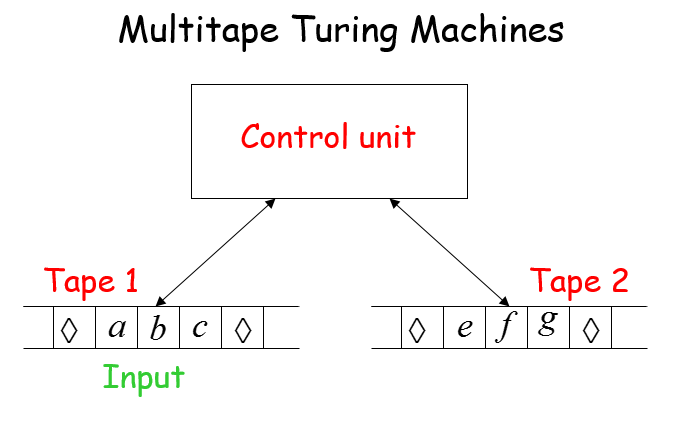 Multitape Turing Machines
Control unit
Tape 1
Tape 2
◊ a b c ◊
◊ e f g ◊
Input